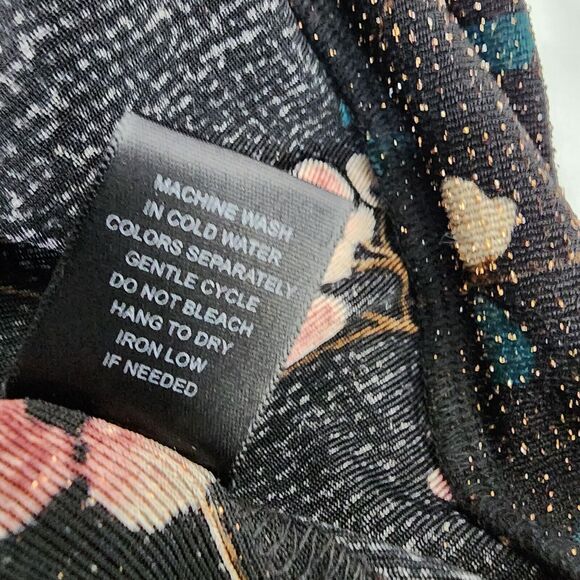 MACHINE WASH
IN COLD WATER
COLORS SEPARATELY
GENTLE CYCLE
DO NOT BLEACH
HANG TO DRY
IRON LOW
IF NEEDED